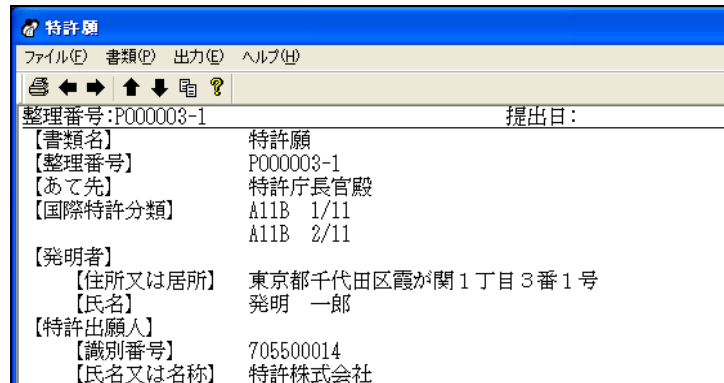 特許願
ファイル(F) 書類(P) 出力(E) ヘルプ(H)
整理番号:P000003-1 提出日:
【書類名】 特許願
【整理番号】 P000003-1
【あて先】 特許庁長官殿
【国際特許分類】 A11B 1/11
A11B 2/11
【発明者】
【住所又は居所】 東京都千代田区霞が関1丁目3番1号
【氏名】 発明 一郎
【特許出願人】
【識別番号】 705500014
【氏名又は名称】 特許株式会社